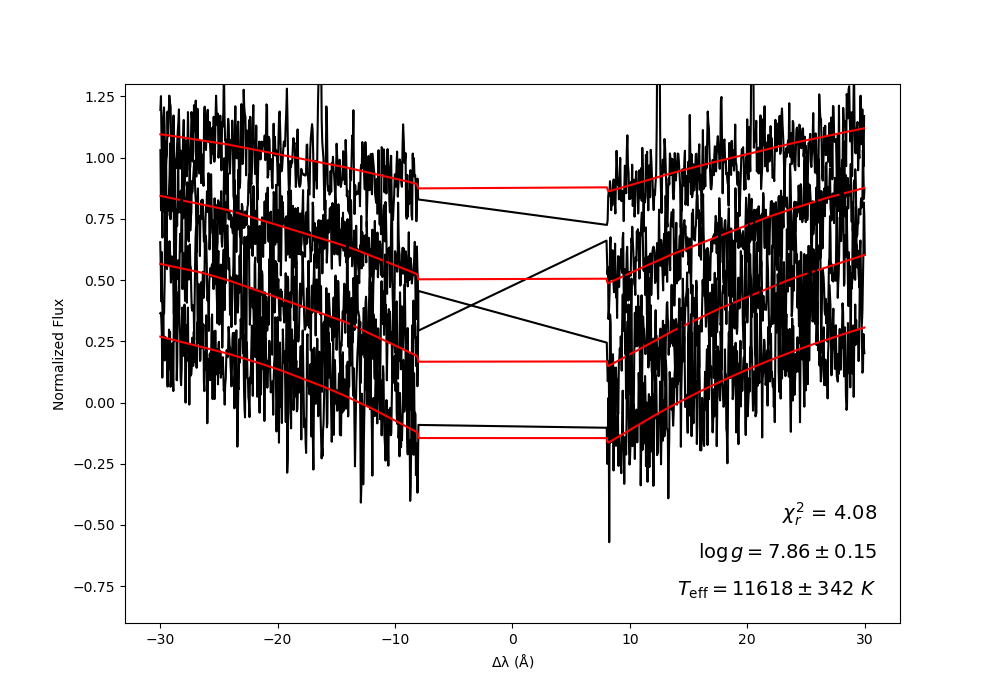 1.25
1.00
0.75
0.50
0.25
0.00
−0.25
−0.50
−0.75
Normalized Flux
χ²ᵣ = 4.08
log g = 7.86 ± 0.15
T_eff = 11618 ± 342 K
−30 −20 −10 0 10 20 30
Δλ (Å)